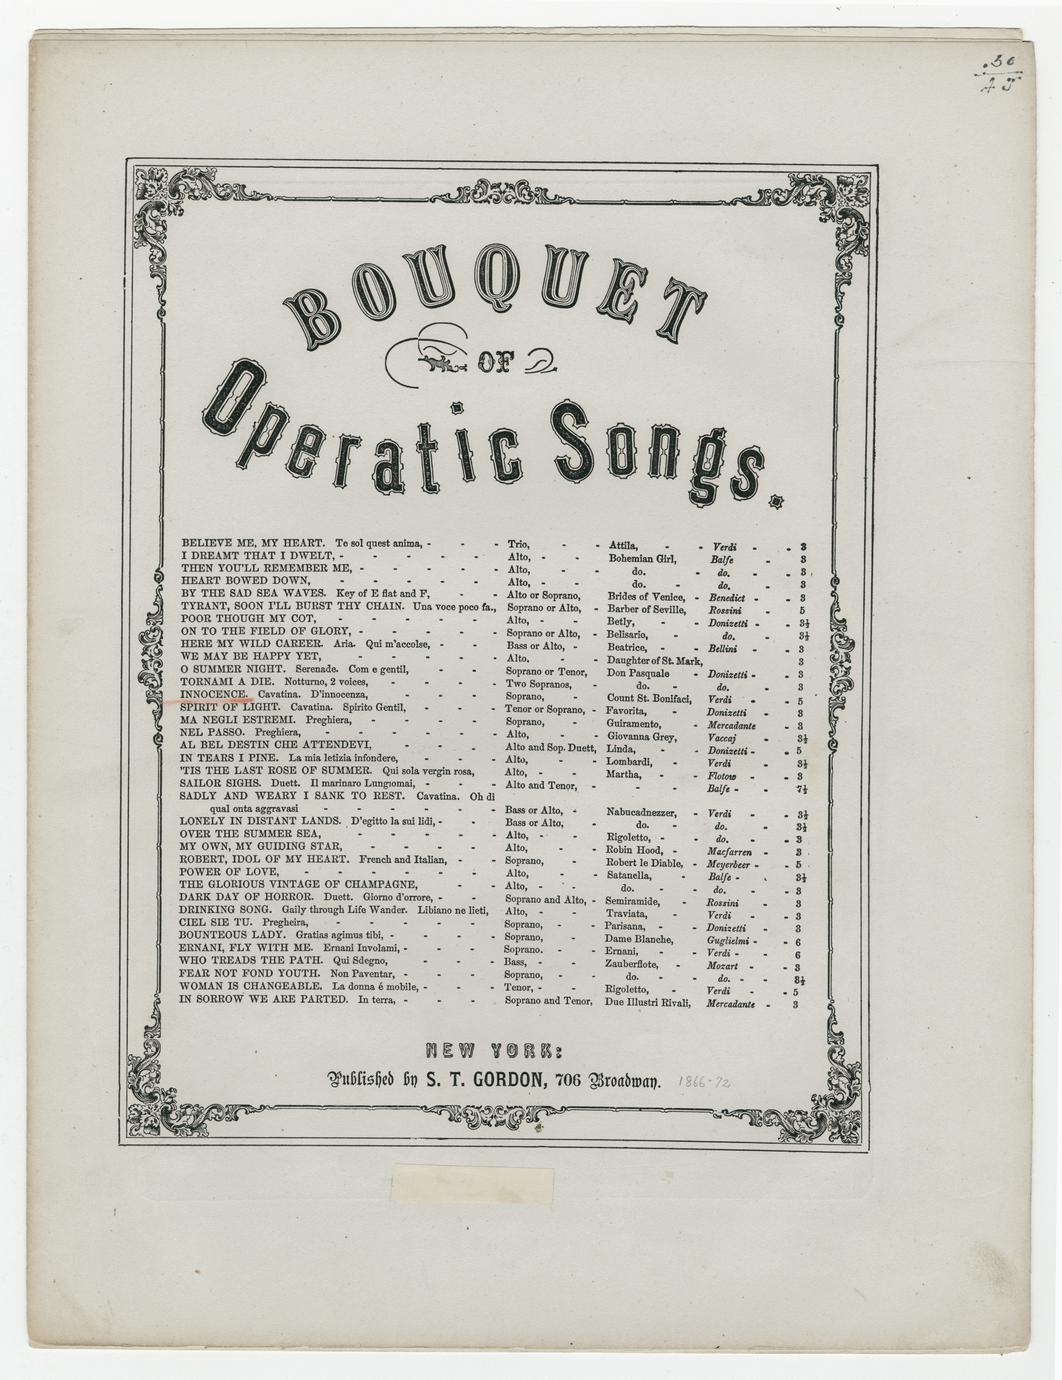 .30
BOUQUET
OF
Operatic Songs.
BELIEVE ME, MY HEART. Te sol quest anima, - - - Trio, - - Attila, - - Verdi - - 3
I DREAMT THAT I DWELT, - - - - - Alto, - - Bohemian Girl, Balfe - 3
THEN YOU'LL REMEMBER ME, - - - - - Alto, - - do. - do. - - 3
HEART BOWED DOWN, - - - - - Alto, - - do. - do. - 3
BY THE SAD SEA WAVES. Key of E flat and F, - - Alto or Soprano, Brides of Venice, - Benedict - - 3
TYRANT, SOON I'LL BURST THY CHAIN. Una voce poco fa., Soprano or Alto, - Barber of Seville, Rossini - 5
POOR THOUGH MY COT, - - - - - Alto, - - Betly, - - Donizetti - - 3½
ON TO THE FIELD OF GLORY, - - - - - Soprano or Alto, - Belisario, - do. - 3½
HERE MY WILD CAREER. Aria. Qui m'accolse, - - Bass or Alto, - Beatrice, - - Bellini - - 3
WE MAY BE HAPPY YET, - - - - - Alto. - - Daughter of St. Mark, 3
O SUMMER NIGHT. Serenade. Com e gentil, - - - Soprano or Tenor, Don Pasquale - Donizetti - - 3
TORNAMI A DIE. Notturno, 2 voices, - - - - Two Sopranos, - do. - do. - 3
INNOCENCE. Cavatina. D'innocenza, - - - - Soprano, - Count St. Bonifaci, Verdi - - 5
SPIRIT OF LIGHT. Cavatina. Spirito Gentil, - - - Tenor or Soprano, - Favorita, - Donizetti - 3
MA NEGLI ESTREMI. Preghiera, - - - - Soprano, - Guiramento, - Mercadante - 3
NEL PASSO. Preghiera, - - - - - Alto, - Giovanna Grey, - Vaccaj - 3½
AL BEL DESTIN CHE ATTENDEVI, - - - Alto and Sop. Duett, Linda, - - Donizetti - - 5
IN TEARS I PINE. La mia letizia infondere, - - - Alto, - - Lombardi, - - Verdi - 3½
'TIS THE LAST ROSE OF SUMMER. Qui sola vergin rosa, Alto, - - Martha, - - Flotow - 3
SAILOR SIGHS. Duett. Il marinaro Lungiomai, - - - Alto and Tenor, - - - Balfe - - 7½
SADLY AND WEARY I SANK TO REST. Cavatina. Oh di
qual onta aggravasi - - - - - Bass or Alto, - Nabucadnezzer, - Verdi - - 3½
LONELY IN DISTANT LANDS. D'egitto la sui lidi, - - Bass or Alto, - do. - do. - 3½
OVER THE SUMMER SEA, - - - - - Alto, - - Rigoletto, - - do. - 3
MY OWN, MY GUIDING STAR, - - - - Alto, - Robin Hood, - Macfarren - 3
ROBERT, IDOL OF MY HEART. French and Italian, - - Soprano, - Robert le Diable, - Meyerbeer - - 5
POWER OF LOVE, - - - - - - Alto, - Satanella, - Balfe - - 3½
THE GLORIOUS VINTAGE OF CHAMPAGNE, - - Alto, - - do. - do. - 3
DARK DAY OF HORROR. Duett. Giorno d'orrore, - - Soprano and Alto, - Semiramide, - Rossini - 3
DRINKING SONG. Gaily through Life Wander. Libiano ne lieti, Alto, - - Traviata, - Verdi - 3
CIEL SIE TU. Pregheira, - - - - - Soprano, - - Parisana, - - Donizetti - 3
BOUNTEOUS LADY. Gratias agimus tibi, - - - - Soprano, - Dame Blanche, Guglielmi - - 6
ERNANI, FLY WITH ME. Ernani Involami, - - - - Soprano. - - Ernani, - - Verdi - - 6
WHO TREADS THE PATH. Qui Sdegno, - - - Bass, - - Zauberflote, - Mozart - - 3
FEAR NOT FOND YOUTH. Non Paventar, - - - - Soprano, - - do. - - do. - - 3½
WOMAN IS CHANGEABLE. La donna é mobile, - - - Tenor, - - Rigoletto, - Verdi - 5
IN SORROW WE ARE PARTED. In terra, - - - - Soprano and Tenor, Due Illustri Rivali, Mercadante - 3
NEW YORK:
Published by S. T. GORDON, 706 Broadway. 1866-72